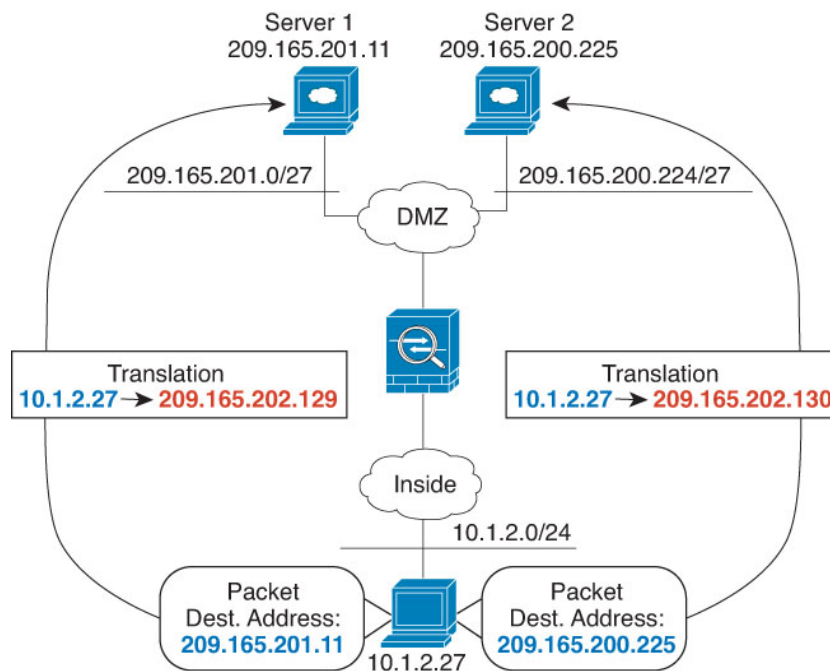 Server 1
209.165.201.11
Server 2
209.165.200.225
209.165.201.0/27
209.165.200.224/27
DMZ
Translation
10.1.2.27 → 209.165.202.129
Translation
10.1.2.27 → 209.165.202.130
Inside
10.1.2.0/24
Packet
Dest. Address:
209.165.201.11
Packet
Dest. Address:
209.165.200.225
10.1.2.27